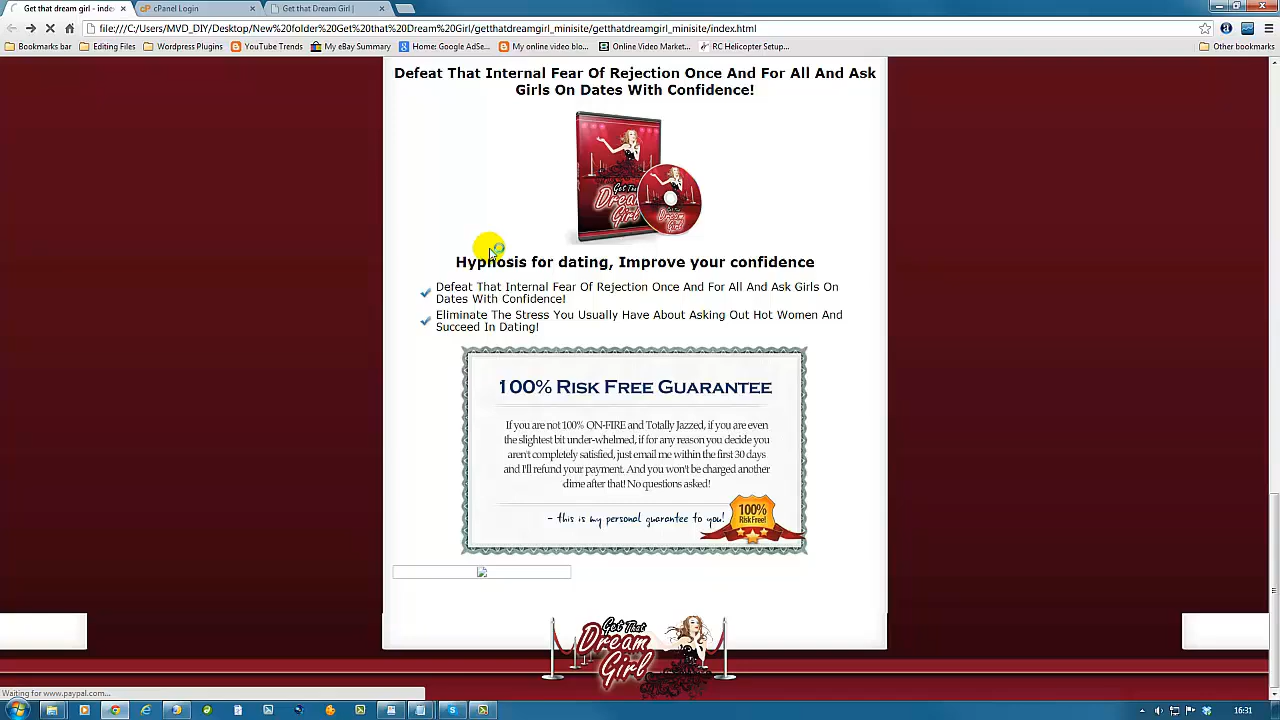 Get that dream girl - inde
cPanel Login
Get that Dream Girl |
file:///C:/Users/MVD_DIY/Desktop/New%20folder%20Get%20that%20Dream%20Girl/getthatdreamgirl_minisite/getthatdreamgirl_minisite/index.html
Bookmarks bar
Editing Files
Wordpress Plugins
YouTube Trends
My eBay Summary
Home: Google AdSe...
My online video blo...
Online Video Market...
RC Helicopter Setup...
Other bookmarks
Defeat That Internal Fear Of Rejection Once And For All And Ask
Girls On Dates With Confidence!
Get That
Dream
Girl
Hypnosis for dating, Improve your confidence
Defeat That Internal Fear Of Rejection Once And For All And Ask Girls On
Dates With Confidence!
Eliminate The Stress You Usually Have About Asking Out Hot Women And
Succeed In Dating!
100% Risk Free Guarantee
If you are not 100% ON-FIRE and Totally Jazzed, if you are even
the slightest bit under-whelmed, if for any reason you decide you
aren't completely satisfied, just email me within the first 30 days
and I'll refund your payment. And you won't be charged another
dime after that! No questions asked!
- this is my personal guarantee to you!
100%
Risk Free!
Get That
Dream
Girl
Waiting for www.paypal.com...
16:31